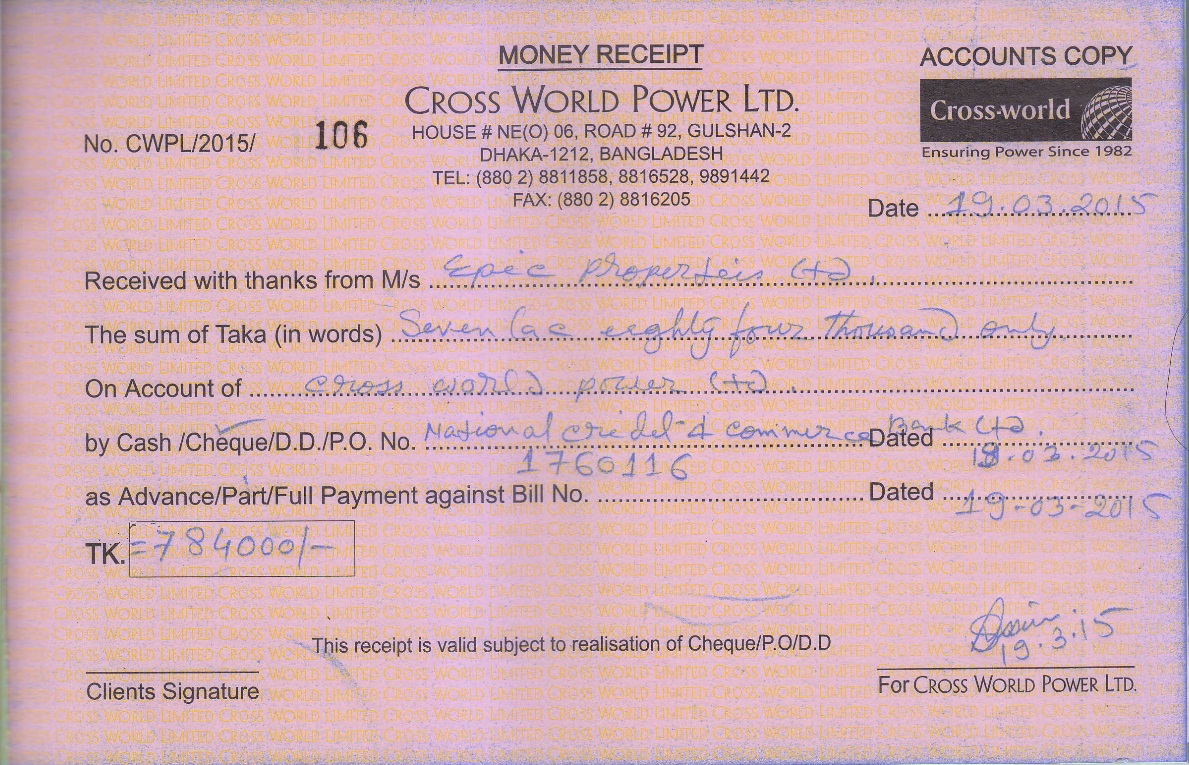 MONEY RECEIPT
ACCOUNTS COPY
CROSS WORLD POWER LTD.
Cross-world
Ensuring Power Since 1982
No. CWPL/2015/ 106
HOUSE # NE(O) 06, ROAD # 92, GULSHAN-2
DHAKA-1212, BANGLADESH
TEL: (880 2) 8811858, 8816528, 9891442
FAX: (880 2) 8816205
Date 19.03.2015
Received with thanks from M/s Epic Properteis Ltd.
The sum of Taka (in words) Seven lac eeghty four thousand only
On Account of cross world power Ltd.
by Cash /Cheque/D.D./P.O. No. National credit & commerce Bank Ltd.
1760116 Dated 18.03.2015
as Advance/Part/Full Payment against Bill No. Dated 19-03-2015
TK. =784000/-
19.3.15
This receipt is valid subject to realisation of Cheque/P.O/D.D
Clients Signature
For CROSS WORLD POWER LTD.